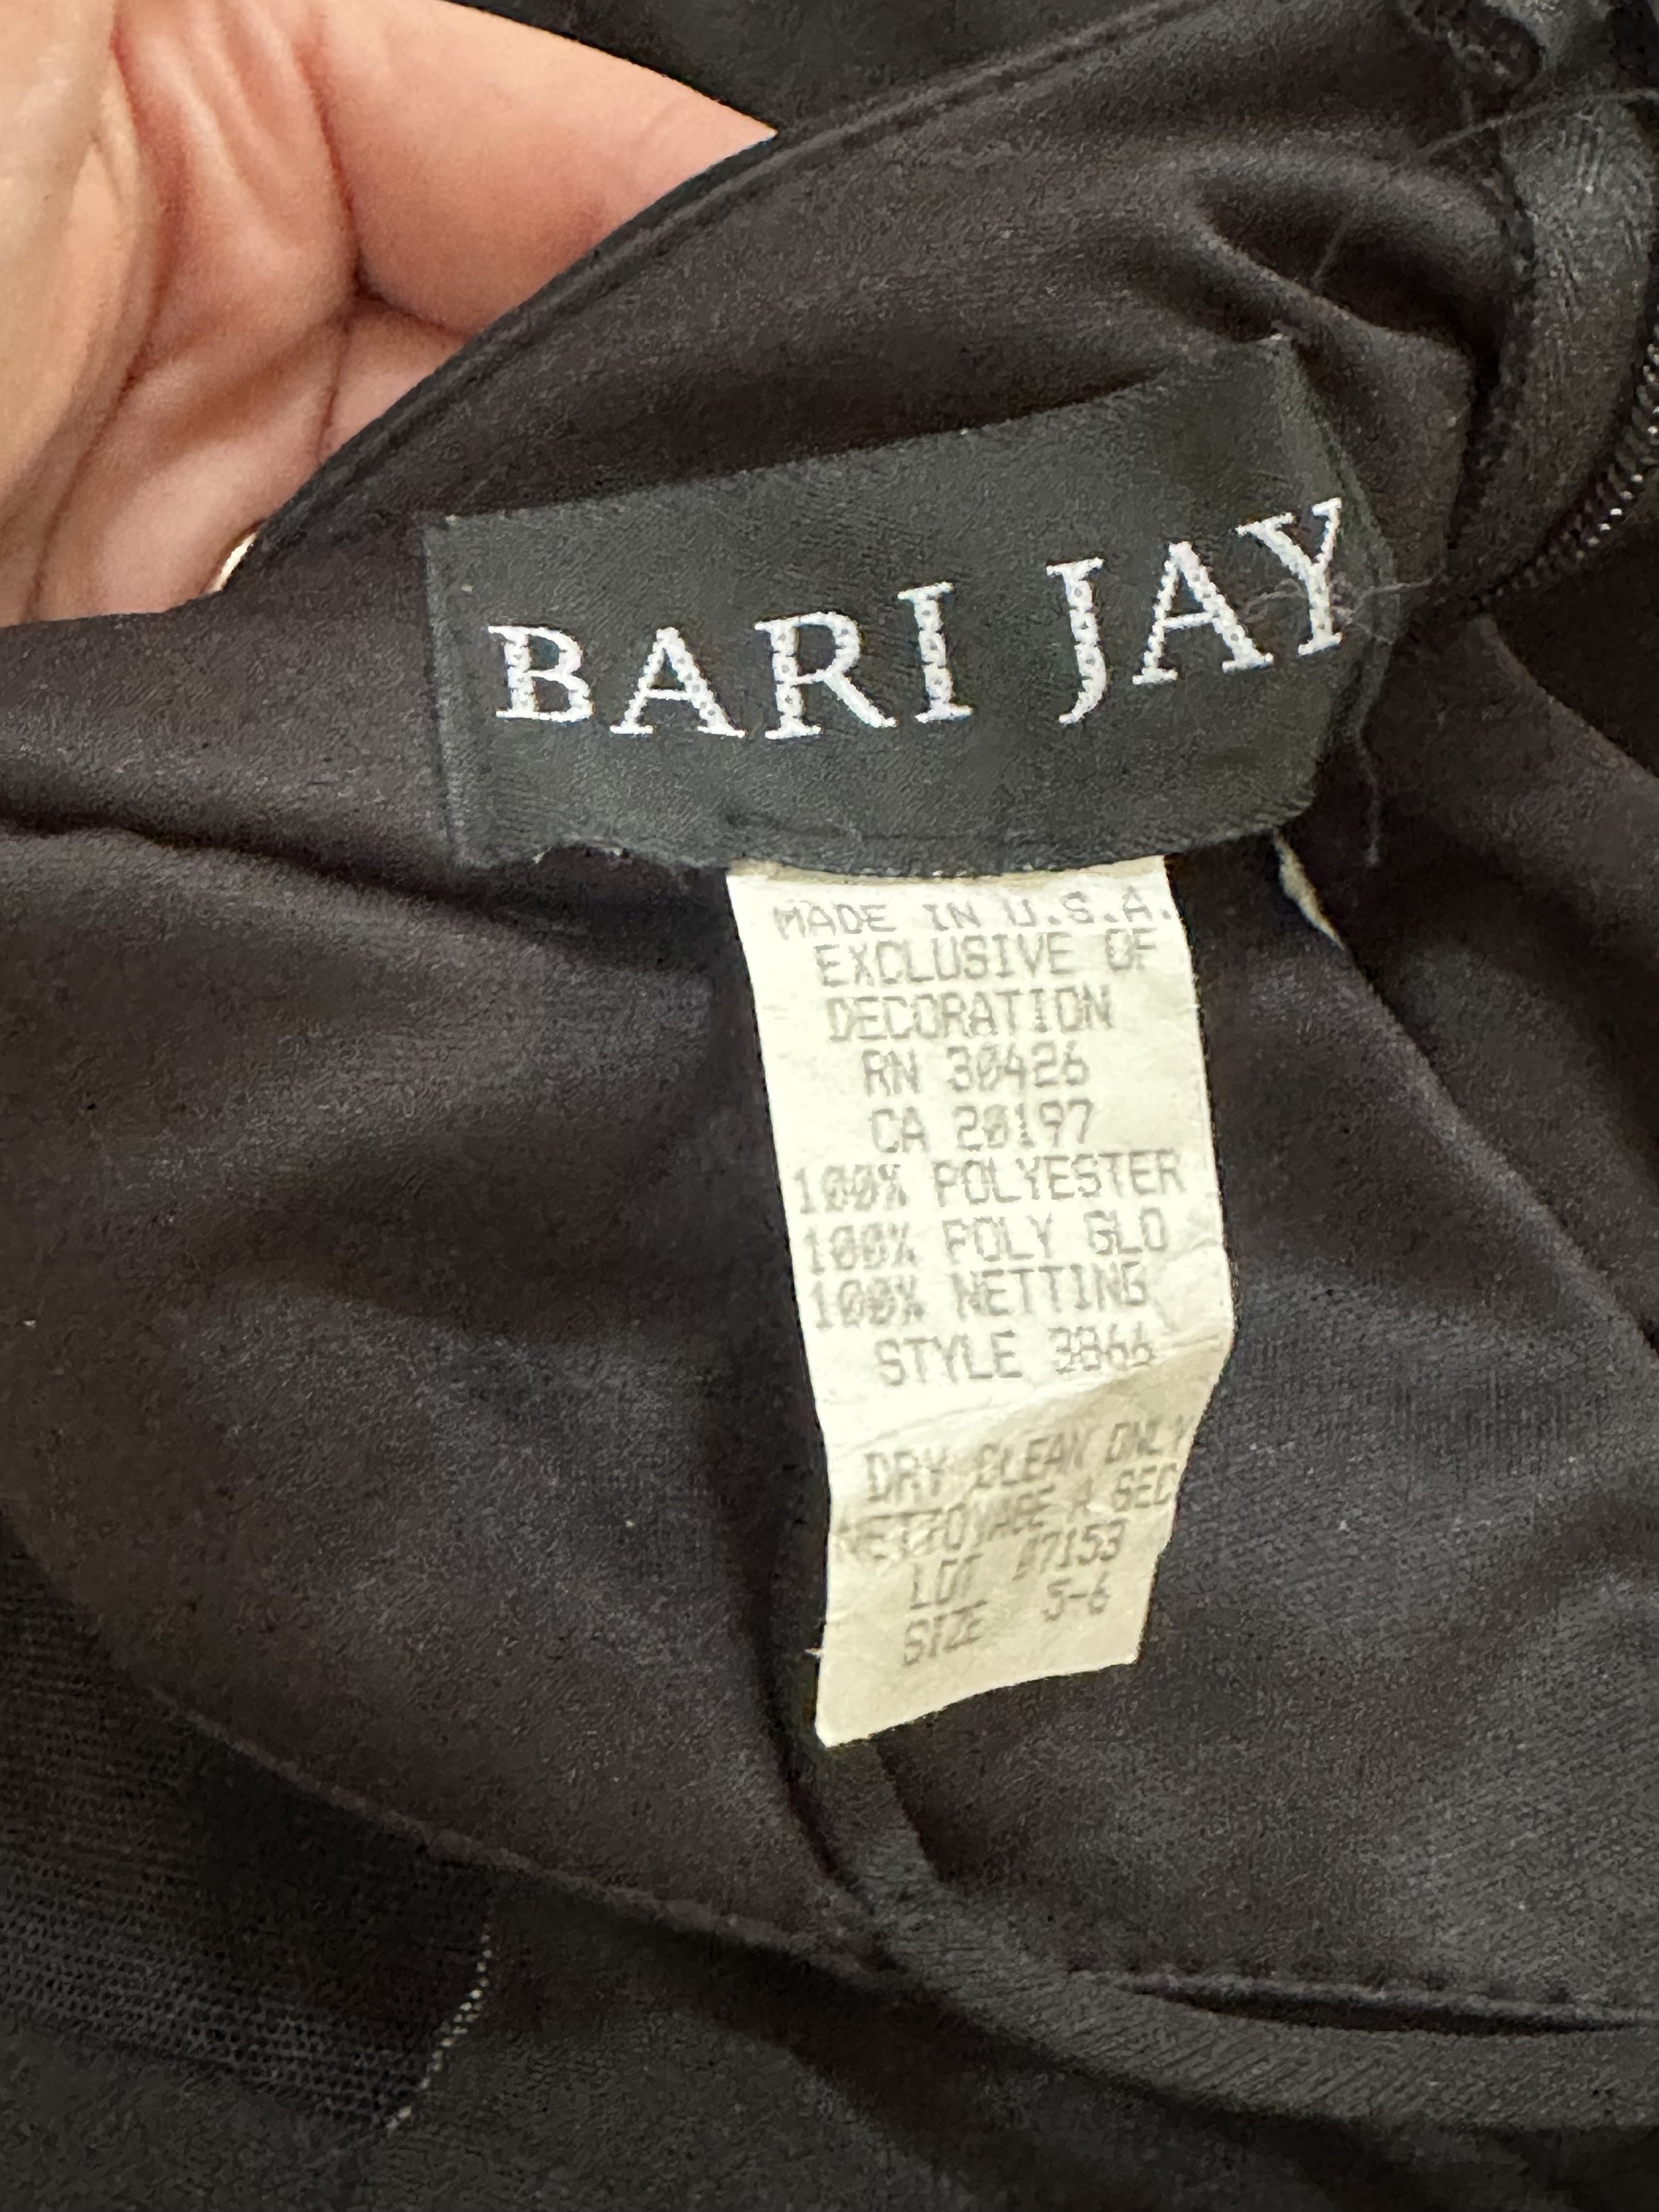 BARI JAY
MADE IN U.S.A.
EXCLUSIVE OF
DECORATION
RN 30426
CA 20197
100% POLYESTER
100% POLY GLO
100% NETTING
STYLE 3866
DRY CLEAN ONLY
A SEC
LOT #7153
SIZE 5-6